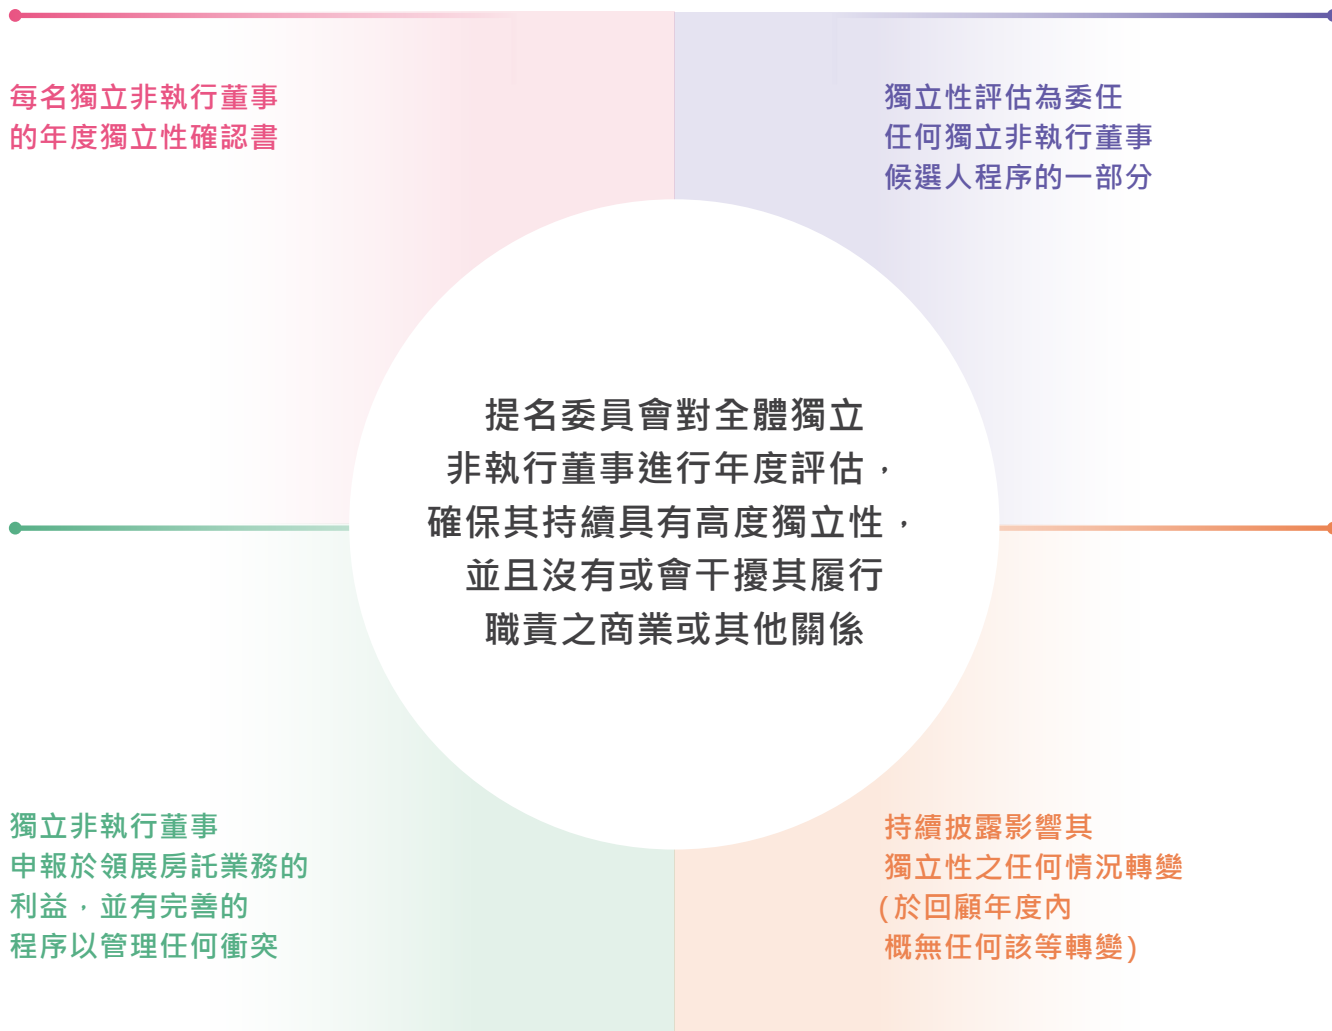 每名獨立非執行董事
的年度獨立性確認書
獨立性評估為委任
任何獨立非執行董事
候選人程序的一部分
提名委員會對全體獨立
非執行董事進行年度評估，
確保其持續具有高度獨立性，
並且沒有或會干擾其履行
職責之商業或其他關係
獨立非執行董事
申報於領展房託業務的
利益，並有完善的
程序以管理任何衝突
持續披露影響其
獨立性之任何情況轉變
(於回顧年度內
概無任何該等轉變)